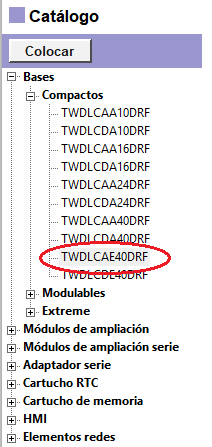 Catálogo
Colocar
Bases
Compactos
TWDLCAA10DRF
TWDLCDA10DRF
TWDLCAA16DRF
TWDLCDA16DRF
TWDLCAA24DRF
TWDLCDA24DRF
TWDLCAA40DRF
TWDLCDA40DRF
TWDLCAE40DRF
TWDLCDE40DRF
Modulables
Extreme
Módulos de ampliación
Módulos de ampliación serie
Adaptador serie
Cartucho RTC
Cartucho de memoria
HMI
Elementos redes